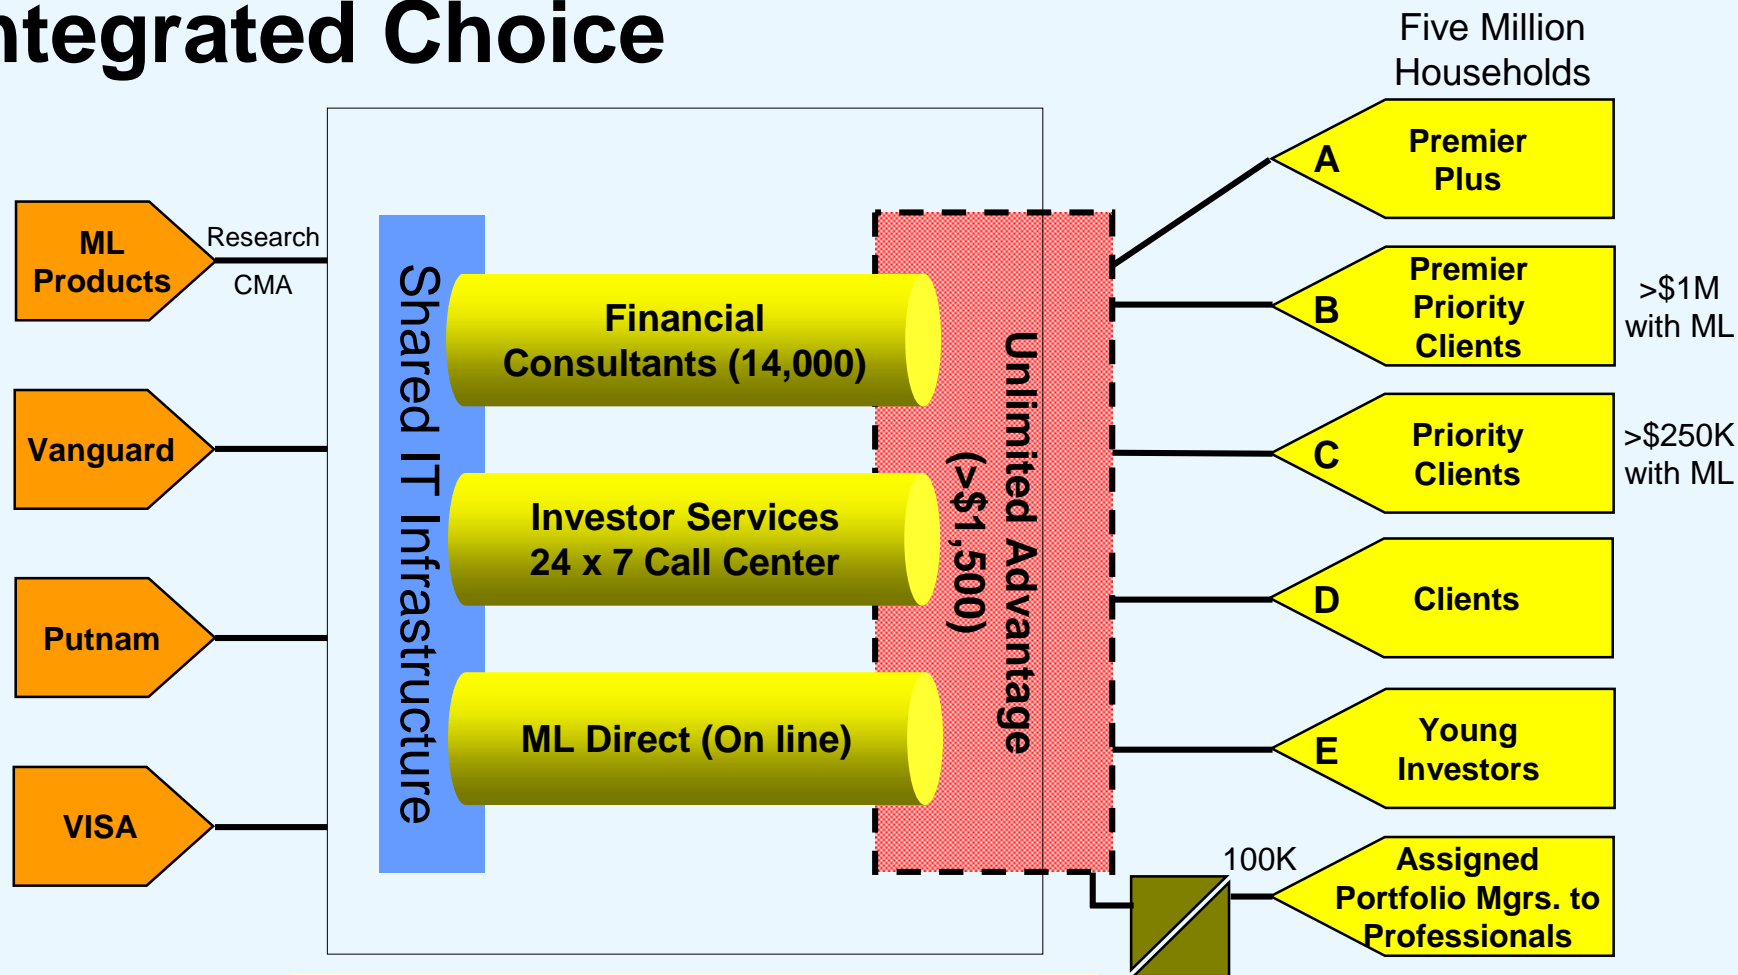 ntegrated Choice
Five Million
Households
ML
Products
Research
CMA
Vanguard
Putnam
VISA
Shared IT Infrastructure
Financial
Consultants (14,000)
Investor Services
24 x 7 Call Center
ML Direct (On line)
Unlimited Advantage
(>$1,500)
A
Premier
Plus
B
Premier
Priority
Clients
>$1M
with ML
C
Priority
Clients
>$250K
with ML
D
Clients
E
Young
Investors
100K
Assigned
Portfolio Mgrs. to
Professionals